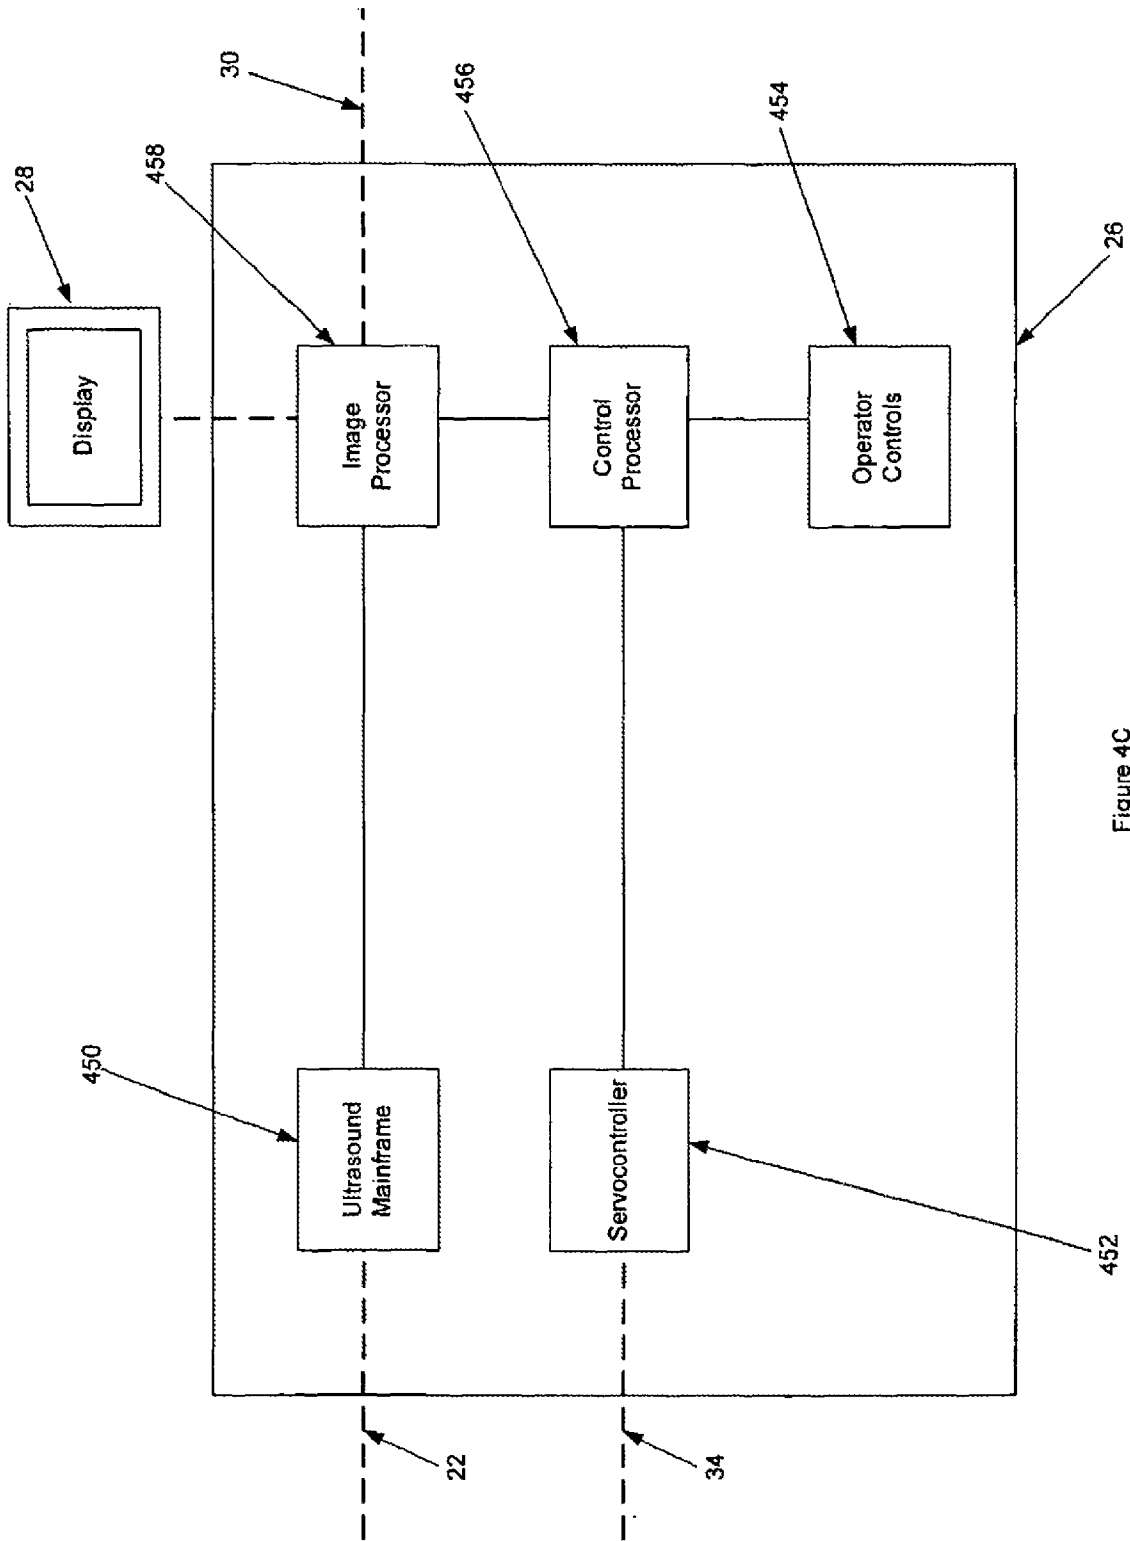 28
Display
450
458
30
Ultrasound
Mainframe
Image
Processor
22
456
Servocontroller
Control
Processor
34
454
Operator
Controls
452
26
Figure 4C